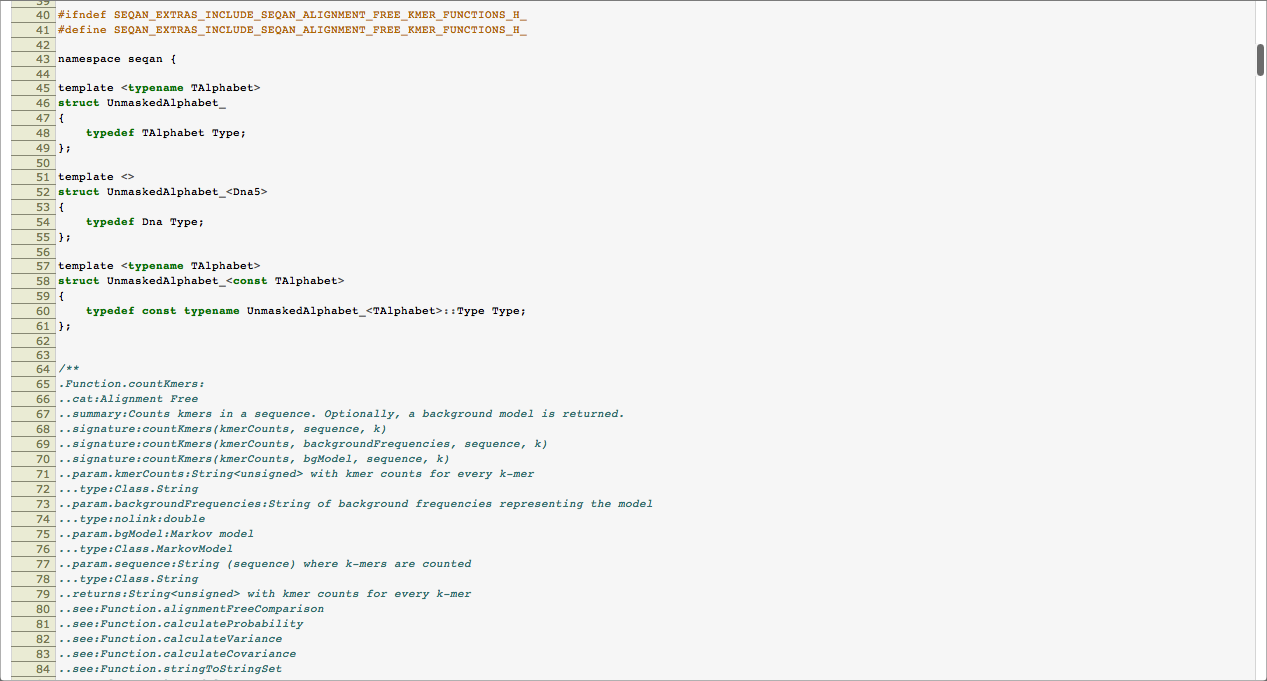 39
40 #ifndef SEQAN_EXTRAS_INCLUDE_SEQAN_ALIGNMENT_FREE_KMER_FUNCTIONS_H_
41 #define SEQAN_EXTRAS_INCLUDE_SEQAN_ALIGNMENT_FREE_KMER_FUNCTIONS_H_
42
43 namespace seqan {
44
45 template <typename TAlphabet>
46 struct UnmaskedAlphabet_
47 {
48     typedef TAlphabet Type;
49 };
50
51 template <>
52 struct UnmaskedAlphabet_<Dna5>
53 {
54     typedef Dna Type;
55 };
56
57 template <typename TAlphabet>
58 struct UnmaskedAlphabet_<const TAlphabet>
59 {
60     typedef const typename UnmaskedAlphabet_<TAlphabet>::Type Type;
61 };
62
63
64 /**
65 .Function.countKmers:
66 ..cat:Alignment Free
67 ..summary:Counts kmers in a sequence. Optionally, a background model is returned.
68 ..signature:countKmers(kmerCounts, sequence, k)
69 ..signature:countKmers(kmerCounts, backgroundFrequencies, sequence, k)
70 ..signature:countKmers(kmerCounts, bgModel, sequence, k)
71 ..param.kmerCounts:String<unsigned> with kmer counts for every k-mer
72 ...type:Class.String
73 ..param.backgroundFrequencies:String of background frequencies representing the model
74 ...type:nolink:double
75 ..param.bgModel:Markov model
76 ...type:Class.MarkovModel
77 ..param.sequence:String (sequence) where k-mers are counted
78 ...type:Class.String
79 ..returns:String<unsigned> with kmer counts for every k-mer
80 ..see:Function.alignmentFreeComparison
81 ..see:Function.calculateProbability
82 ..see:Function.calculateVariance
83 ..see:Function.calculateCovariance
84 ..see:Function.stringToStringSet